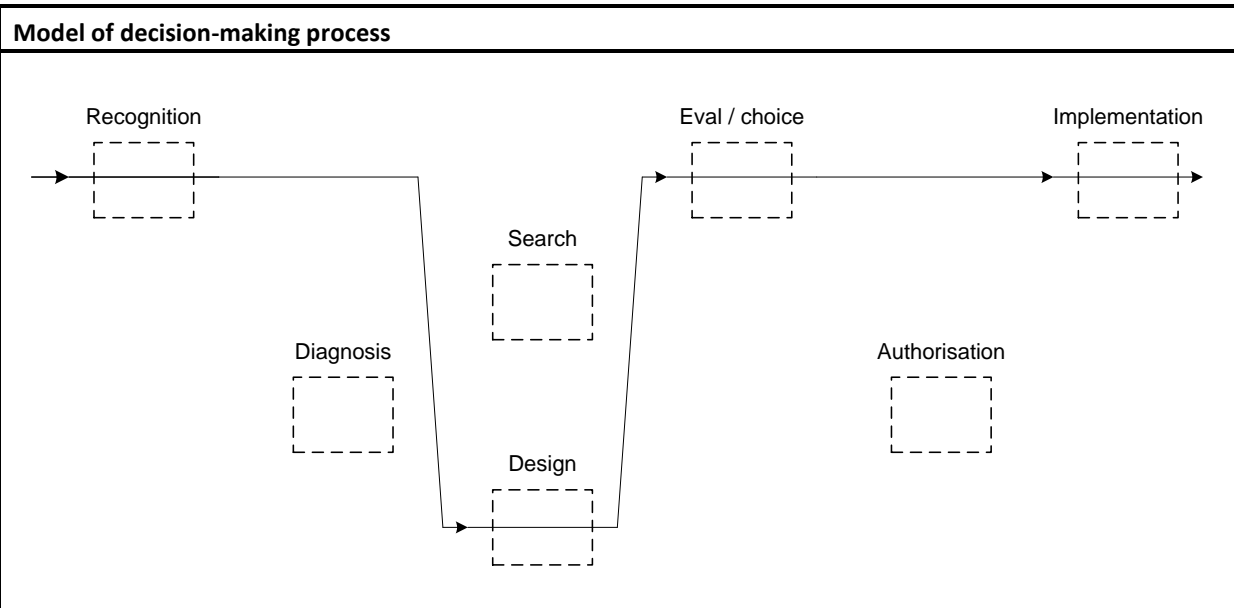 Model of decision-making process
Recognition
Eval / choice
Implementation
Search
Diagnosis
Authorisation
Design